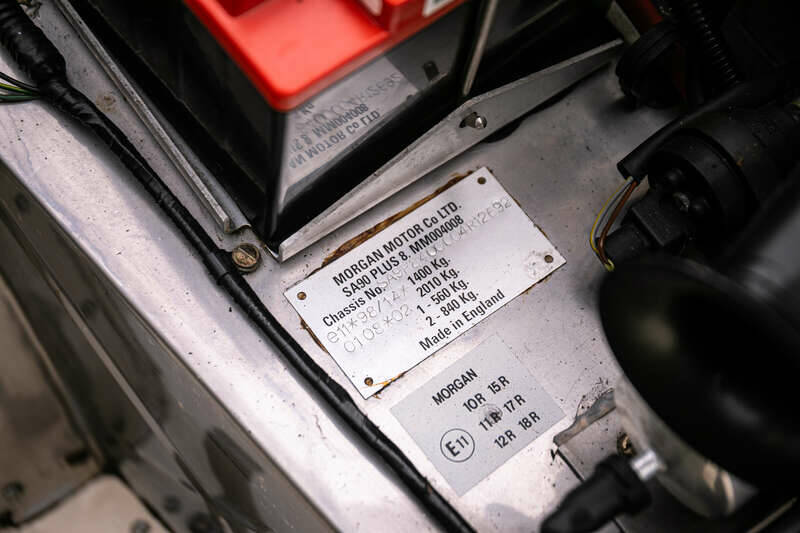 MORGAN MOTOR Co LTD.
SA90 PLUS 8. MM004008
Chassis No
1400 Kg.
e11*98/14* 2010 Kg.
0108*02. 1 - 560 Kg.
2 - 840 Kg.
Made in England
MORGAN
10R 15R
11R 17R
E11
12R 18R